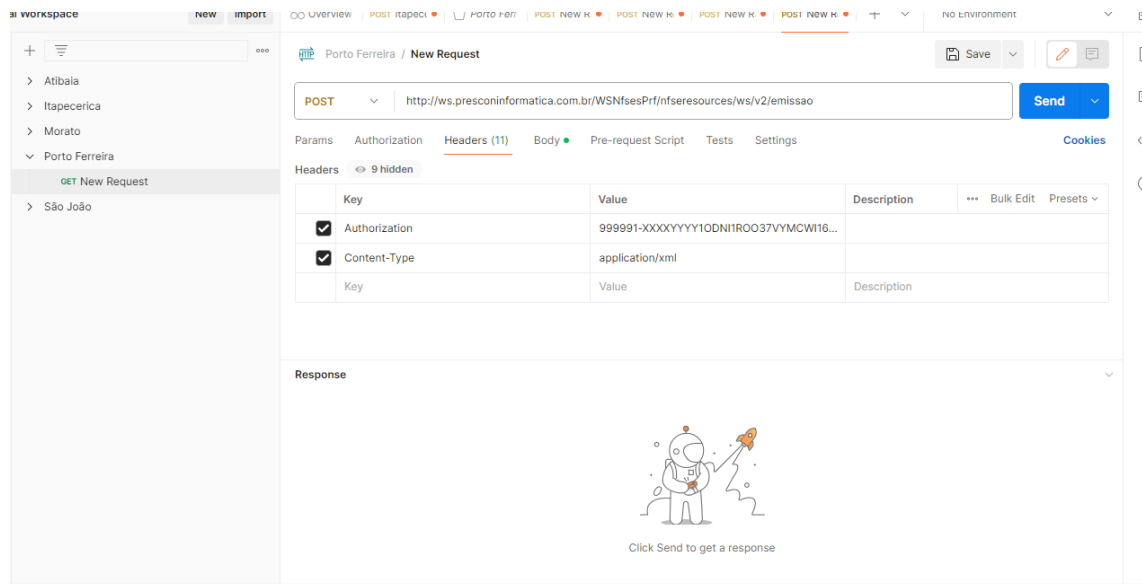 al Workspace New Import Overview POST Itapeci Porto Ferr POST New R POST New R POST New R POST New R No Environment
Porto Ferreira / New Request Save
Atibaia
Itapecerica
Morato
Porto Ferreira
GET New Request
São João
POST http://ws.presconinformatica.com.br/WSNfsesPrf/nfseresources/ws/v2/emissao Send
Params Authorization Headers (11) Body Pre-request Script Tests Settings Cookies
Headers 9 hidden
Key Value Description Bulk Edit Presets
Authorization 999991-XXXXYYYY1ODNI1ROO37VYMCWI16...
Content-Type application/xml
Key Value Description
Response
Click Send to get a response